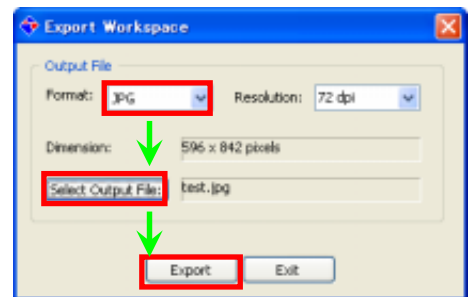 Export Workspace
Output File
Format: JPG Resolution: 72 dpi
Dimension: 596 x 842 pixels
Select Output File: test.jpg
Export Exit